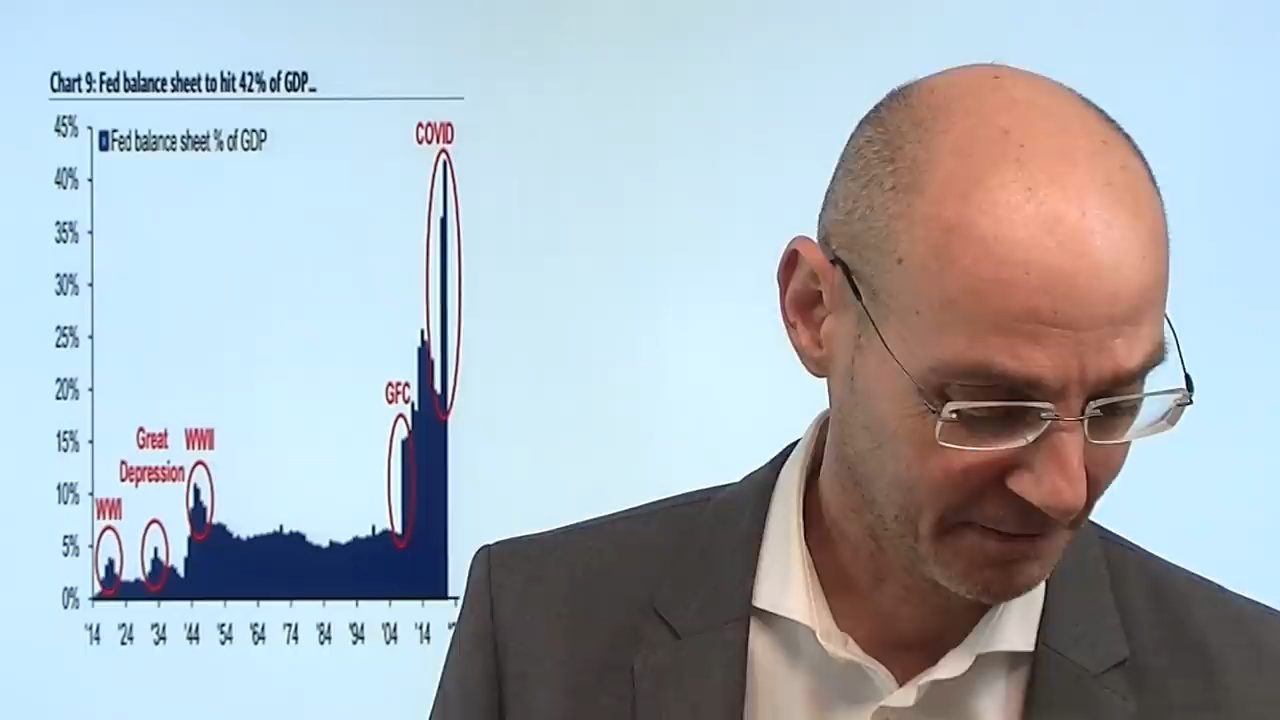 Chart 9: Fed balance sheet to hit 42% of GDP...
45%
Fed balance sheet % of GDP
COVID
40%
35%
30%
25%
20%
GFC
15%
Great
Depression
WWII
10%
WWI
5%
0%
'14 '24 '34 '44 '54 '64 '74 '84 '94 '04 '14